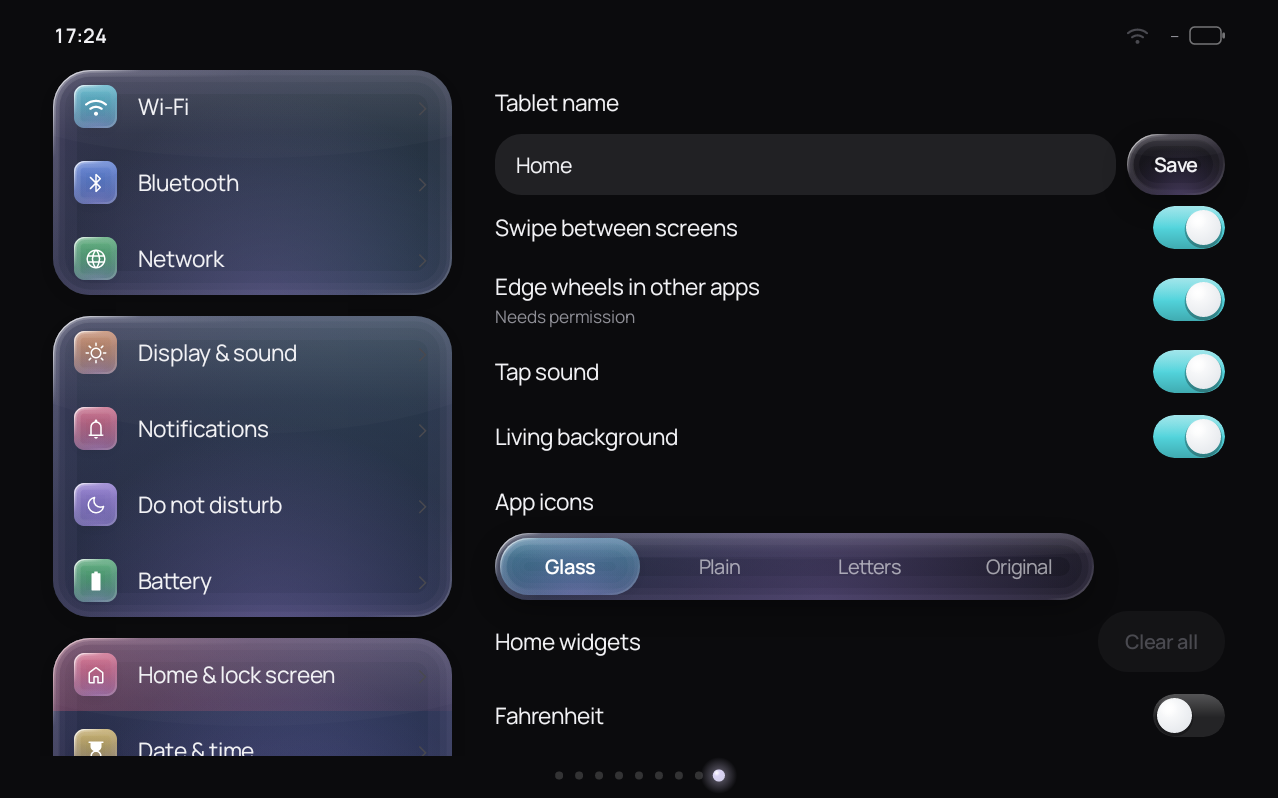 17:24
Wi-Fi
Bluetooth
Network
Display & sound
Notifications
Do not disturb
Battery
Home & lock screen
Date & time
Tablet name
Home
Save
Swipe between screens
Edge wheels in other apps
Needs permission
Tap sound
Living background
App icons
Glass Plain Letters Original
Home widgets
Clear all
Fahrenheit